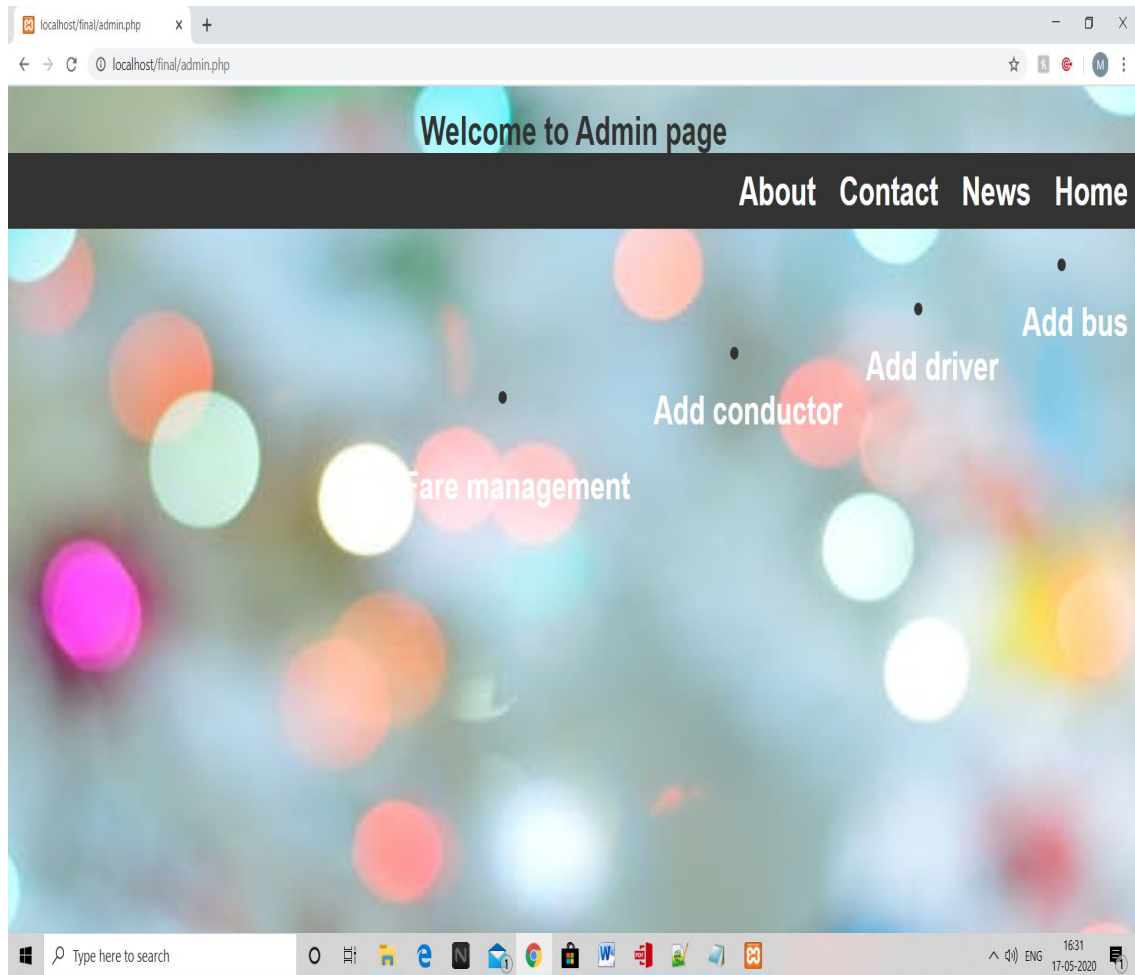 localhost/final/admin.php
localhost/final/admin.php
M
Welcome to Admin page
About Contact News Home
Add bus
Add driver
Add conductor
Fare management
Type here to search
ENG
16:31
17-05-2020